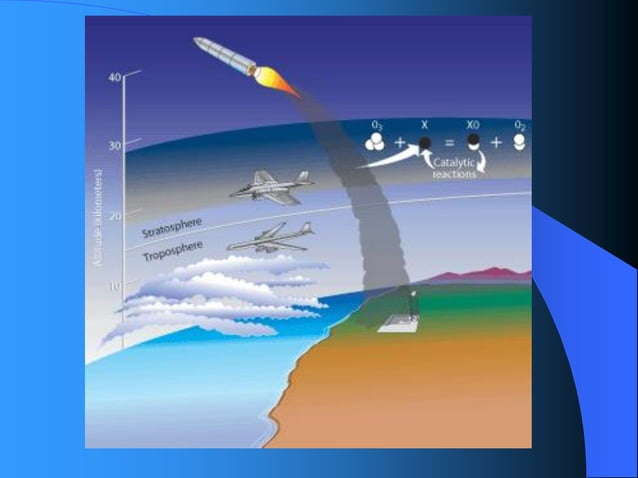 40
O₃ + X = XO + O₂
30
Catalytic
reactions
Altitude (kilometers)
20
Stratosphere
Troposphere
10